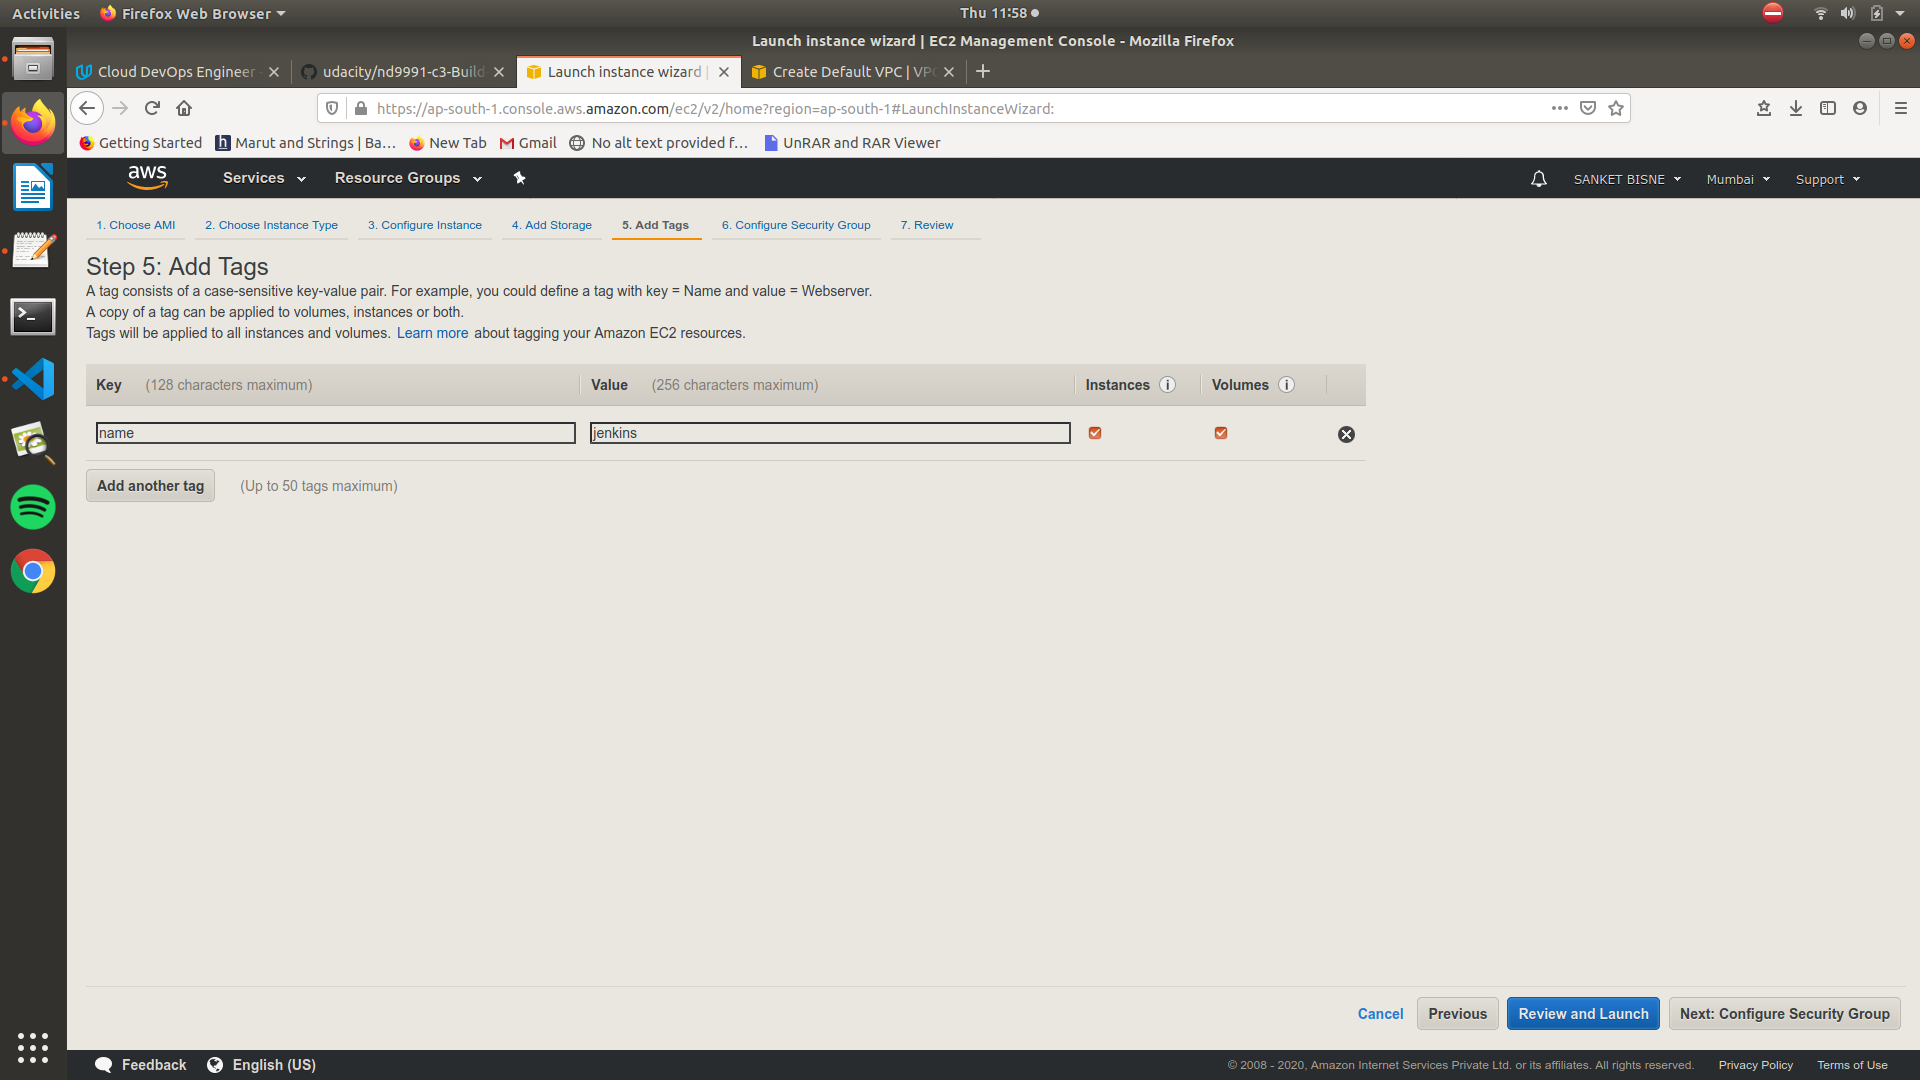 Activities Firefox Web Browser Thu 11:58
Launch instance wizard | EC2 Management Console - Mozilla Firefox
Cloud DevOps Engineer udacity/nd9991-c3-Build Launch instance wizard | Create Default VPC | VPC
https://ap-south-1.console.aws.amazon.com/ec2/v2/home?region=ap-south-1#LaunchInstanceWizard:
Getting Started Marut and Strings | Ba… New Tab Gmail No alt text provided f… UnRAR and RAR Viewer
aws Services Resource Groups SANKET BISNE Mumbai Support
1. Choose AMI 2. Choose Instance Type 3. Configure Instance 4. Add Storage 5. Add Tags 6. Configure Security Group 7. Review
Step 5: Add Tags
A tag consists of a case-sensitive key-value pair. For example, you could define a tag with key = Name and value = Webserver.
A copy of a tag can be applied to volumes, instances or both.
Tags will be applied to all instances and volumes. Learn more about tagging your Amazon EC2 resources.
Key (128 characters maximum) Value (256 characters maximum) Instances i Volumes i
name jenkins
Add another tag (Up to 50 tags maximum)
Cancel Previous Review and Launch Next: Configure Security Group
Feedback English (US) © 2008 - 2020, Amazon Internet Services Private Ltd. or its affiliates. All rights reserved. Privacy Policy Terms of Use